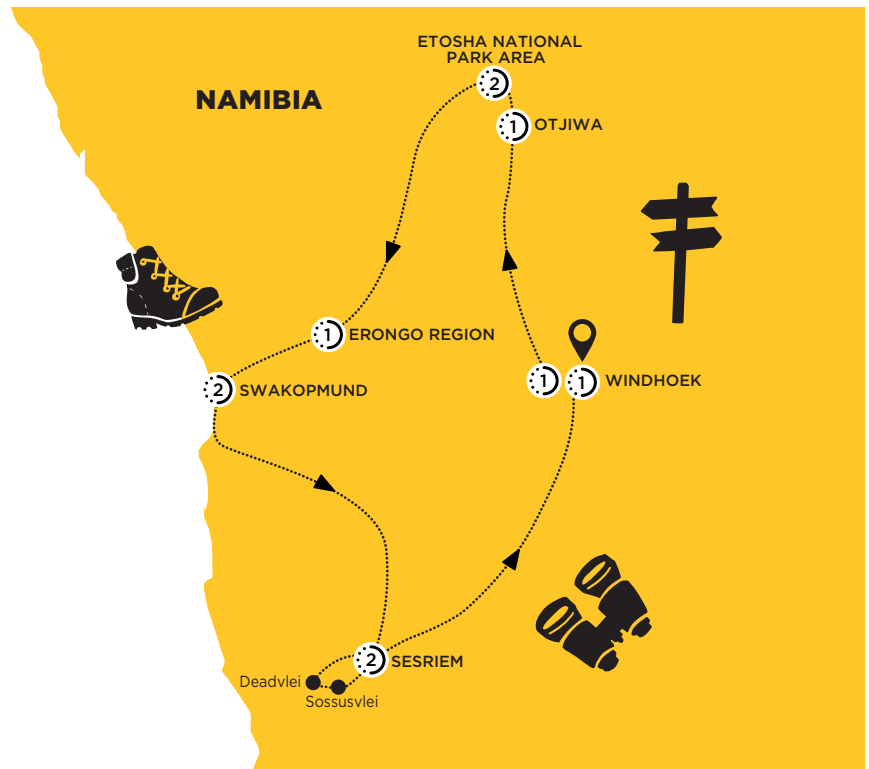 ETOSHA NATIONAL
PARK AREA
2
NAMIBIA
1 OTJIWA
1 ERONGO REGION
1 1 WINDHOEK
2 SWAKOPMUND
2 SESRIEM
Deadvlei
Sossusvlei